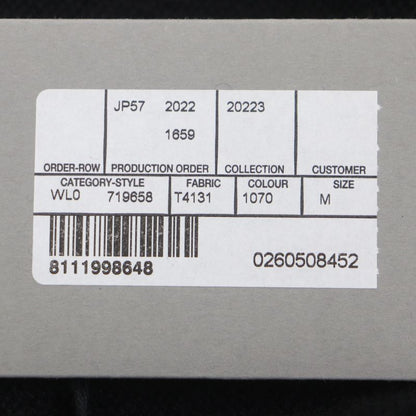 JP57 2022 20223
1659
ORDER-ROW PRODUCTION ORDER COLLECTION CUSTOMER
CATEGORY-STYLE FABRIC COLOUR SIZE
WL0 719658 T4131 1070 M
8111998648 0260508452